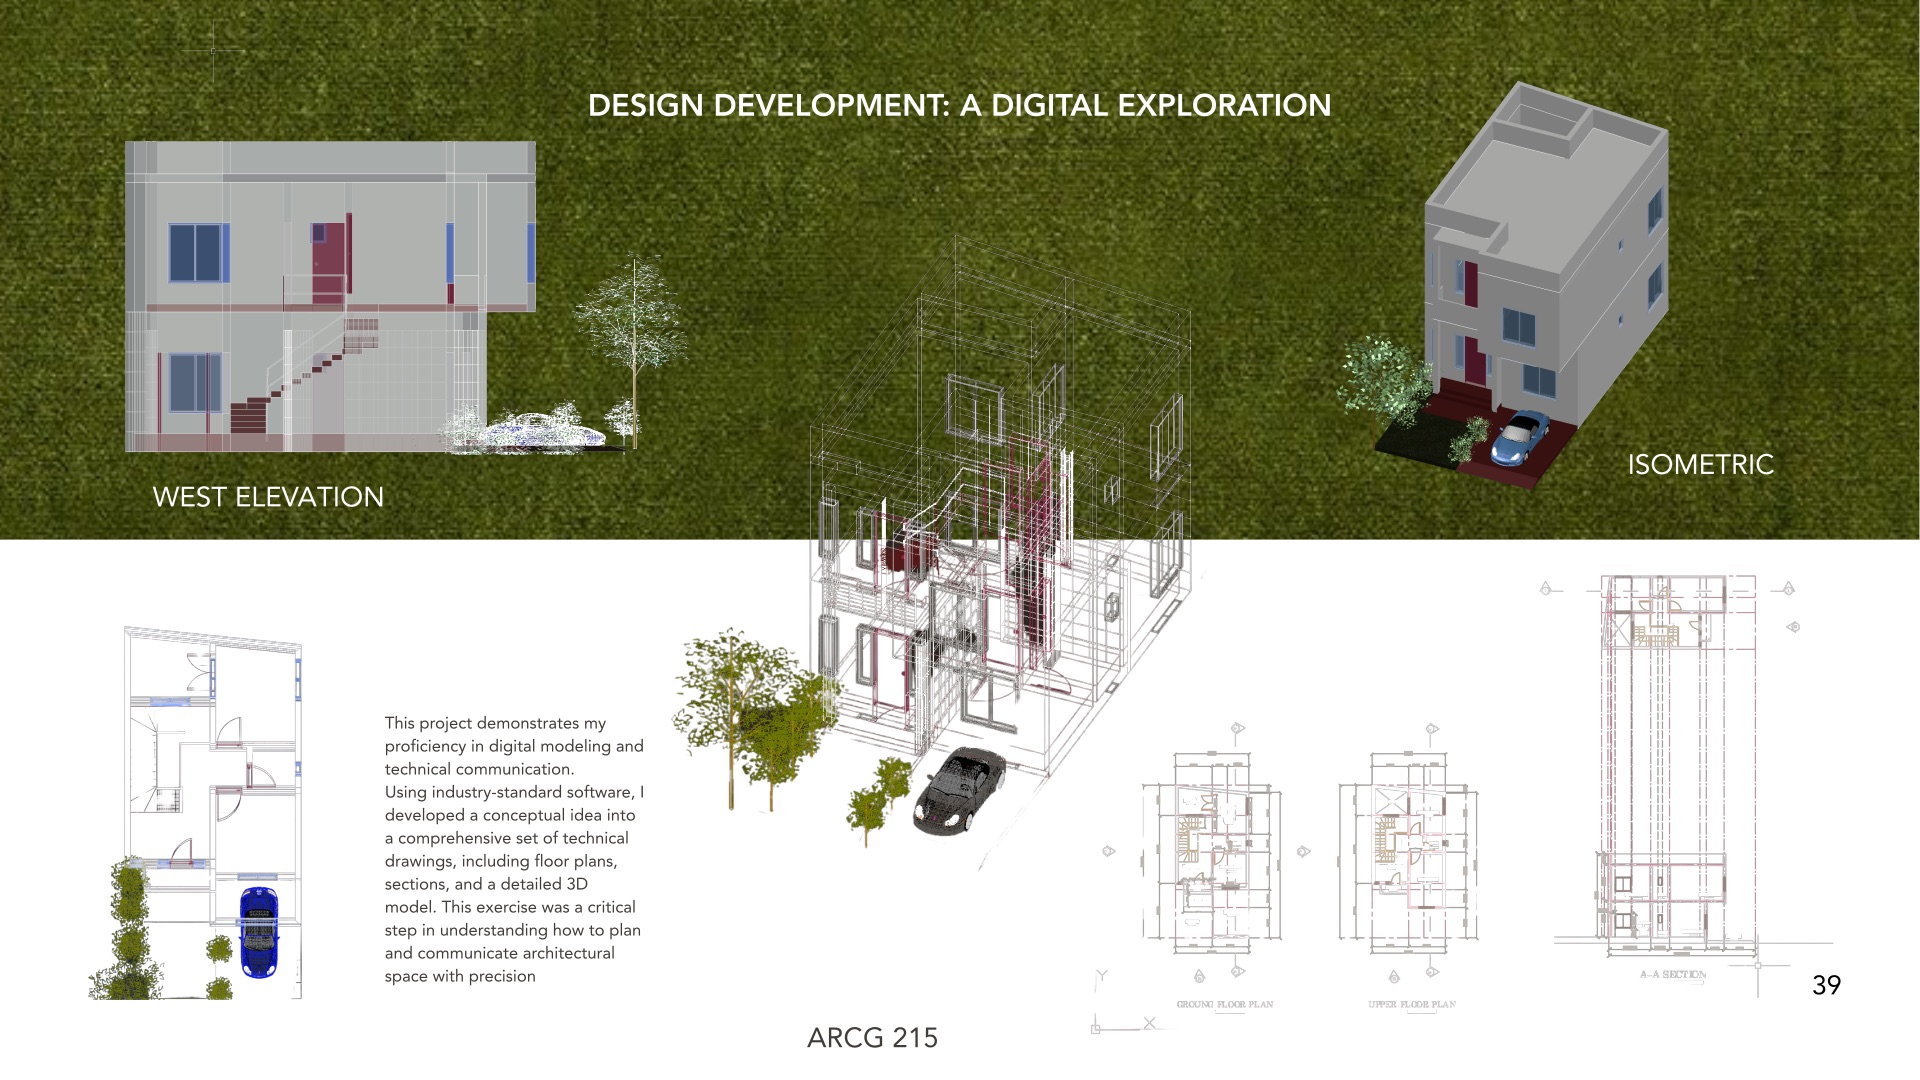 DESIGN DEVELOPMENT: A DIGITAL EXPLORATION
WEST ELEVATION
ISOMETRIC
This project demonstrates my
proficiency in digital modeling and
technical communication.
Using industry-standard software, I
developed a conceptual idea into
a comprehensive set of technical
drawings, including floor plans,
sections, and a detailed 3D
model. This exercise was a critical
step in understanding how to plan
and communicate architectural
space with precision
Y
X
GROUNG FLOOR PLAN
UPPER FLOOR PLAN
A-A SECTION
39
ARCG 215